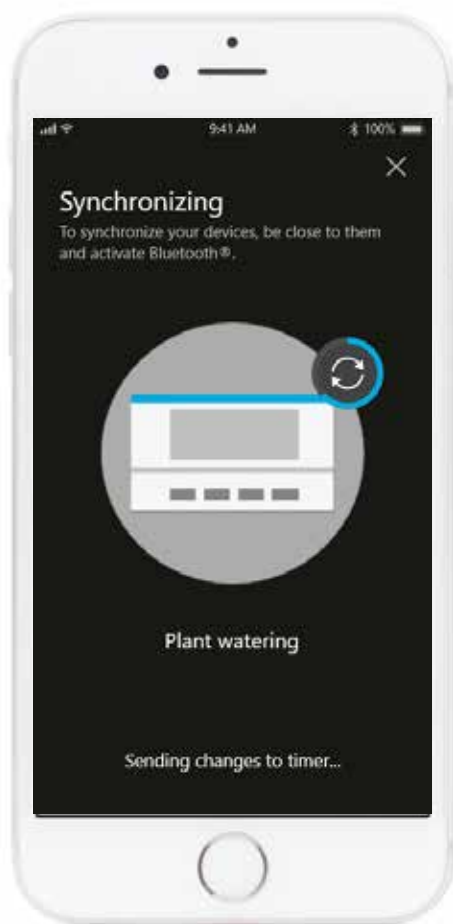 9:41 AM
100%
Synchronizing
To synchronize your devices, be close to them
and activate Bluetooth®.
Plant watering
Sending changes to timer...